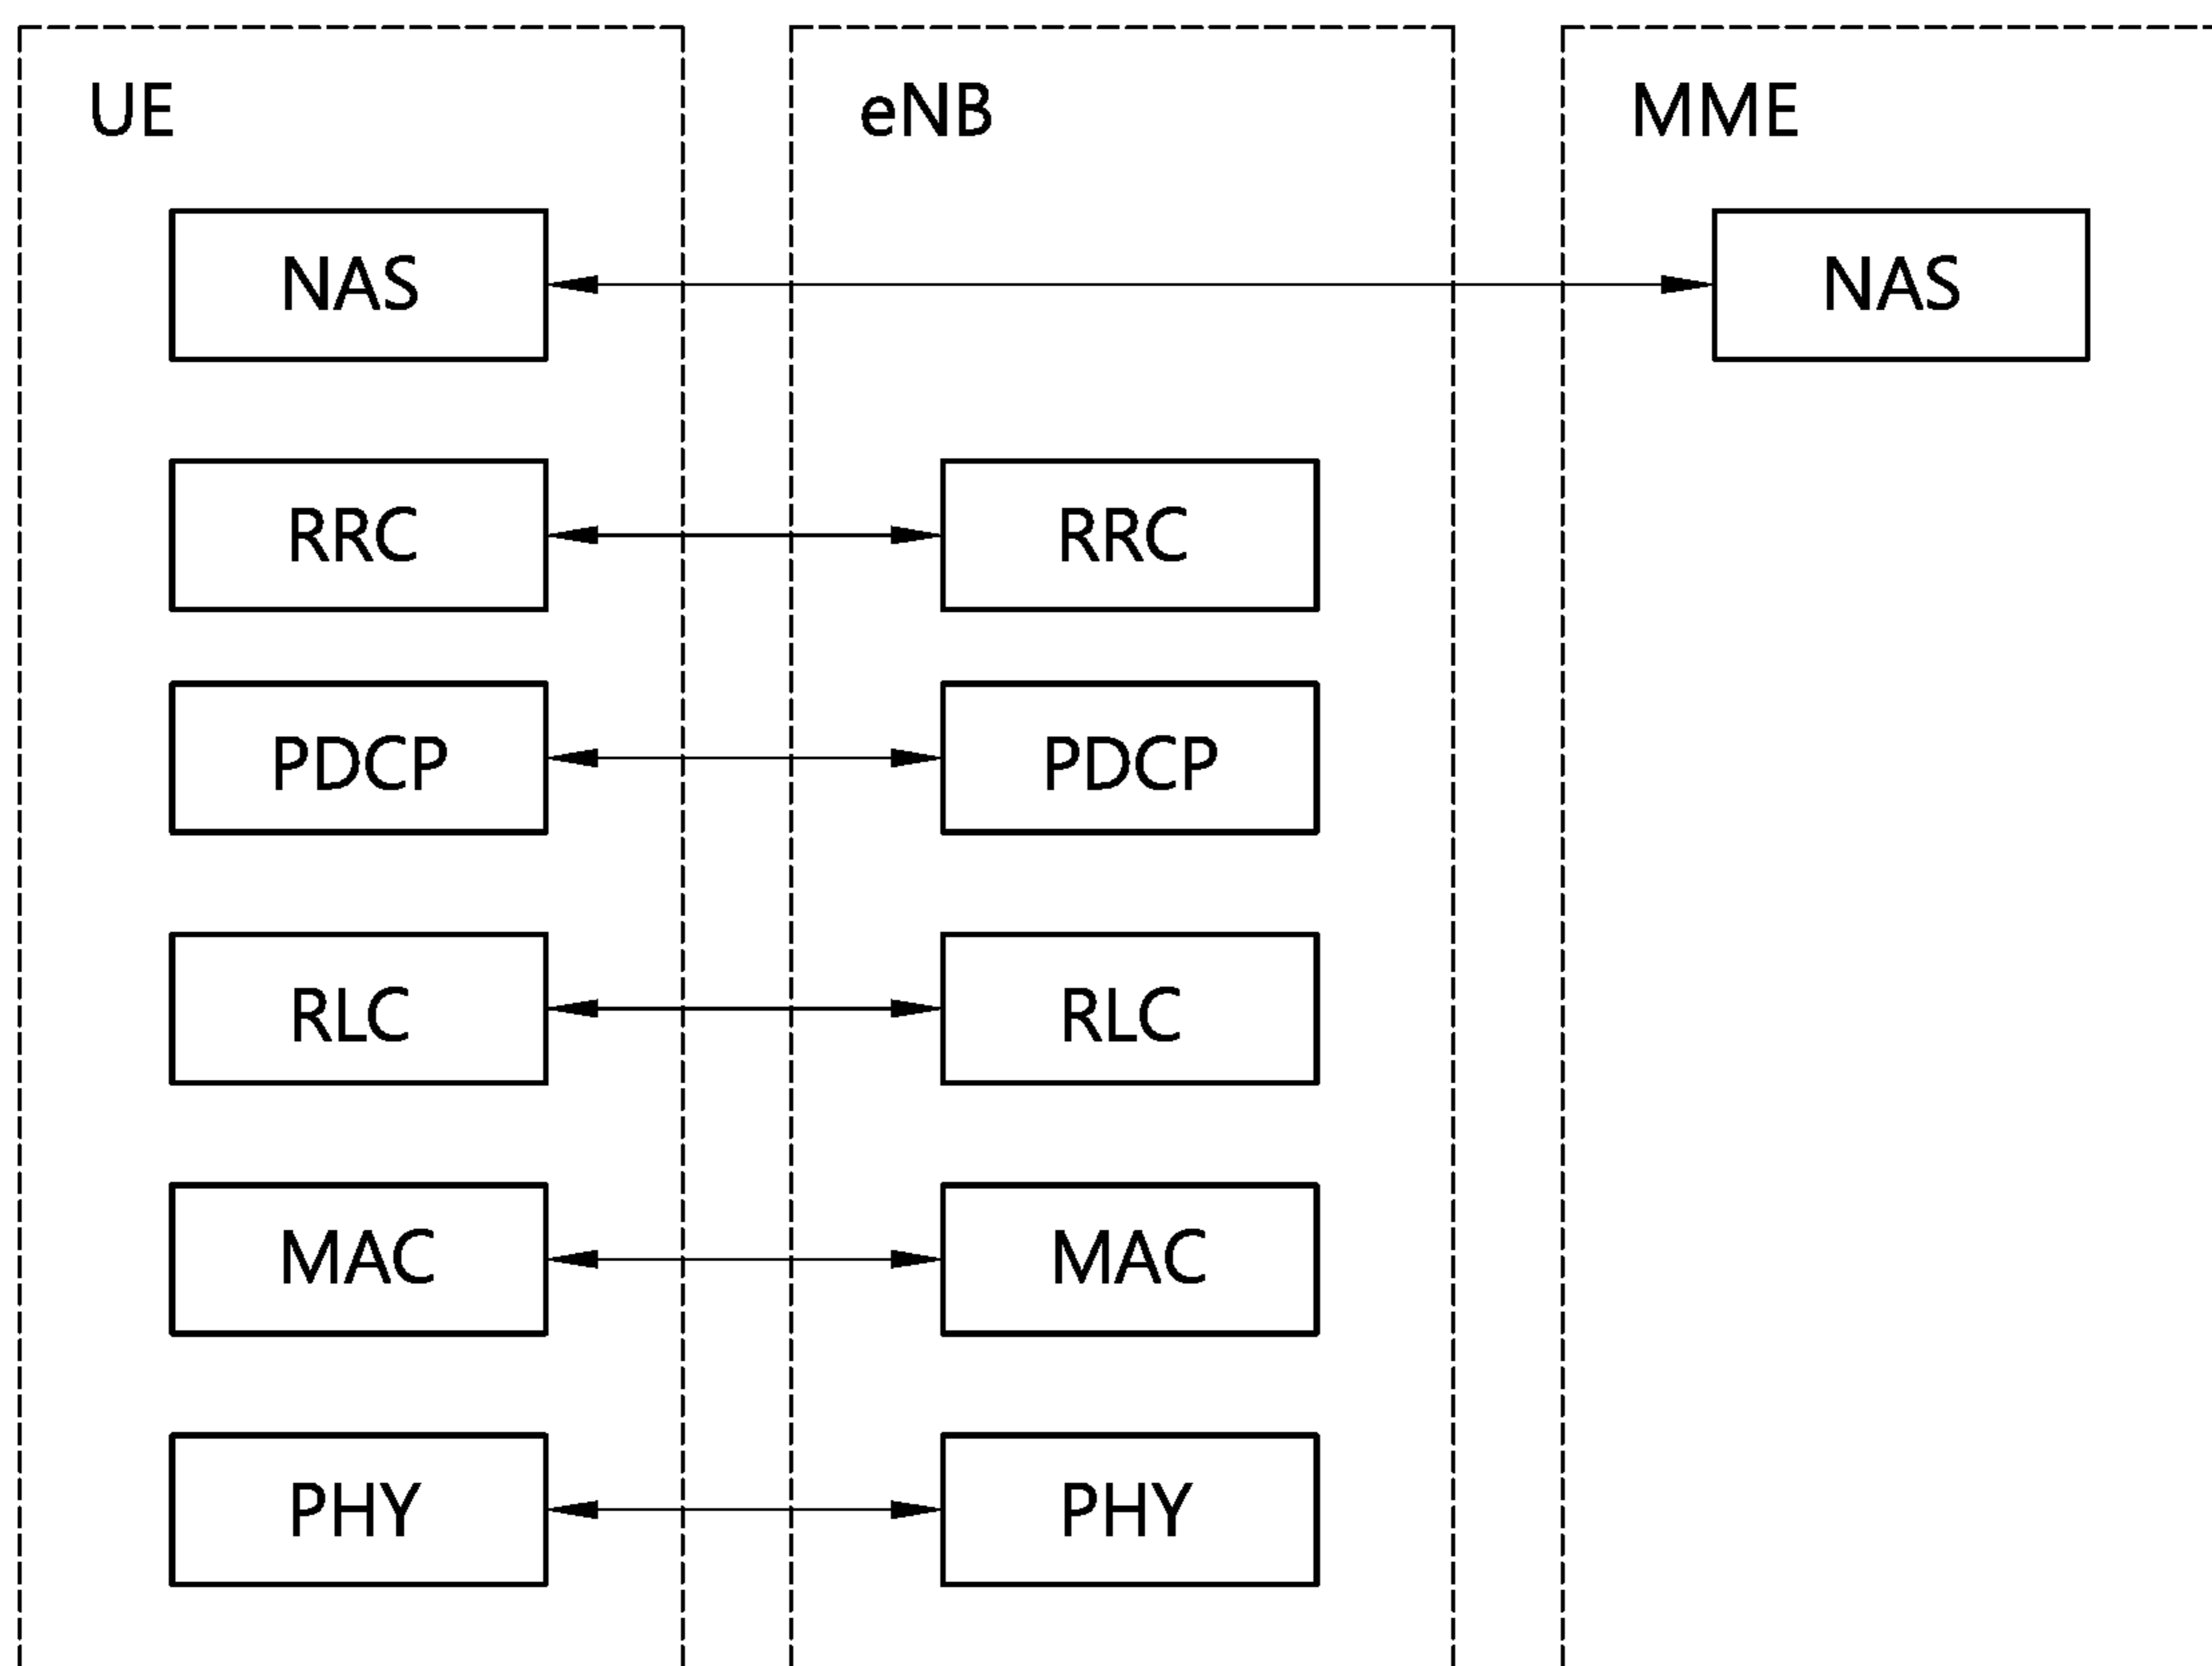 UE eNB MME
NAS NAS
RRC RRC
PDCP PDCP
RLC RLC
MAC MAC
PHY PHY